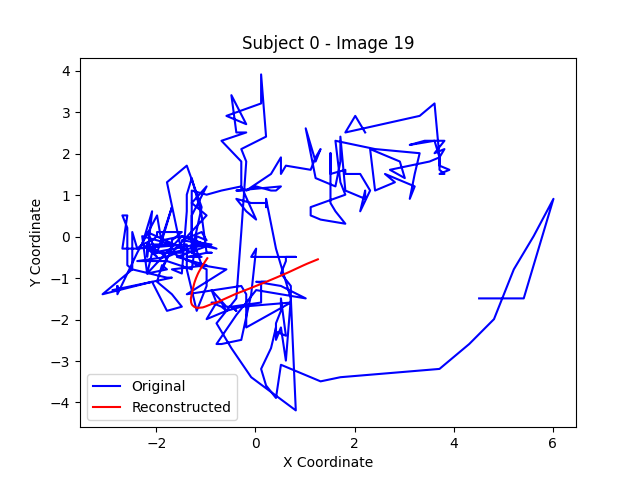 Subject 0 - Image 19
Y Coordinate
4
3
2
1
0
−1
−2
−3
−4
Original
Reconstructed
−2
0
2
4
6
X Coordinate